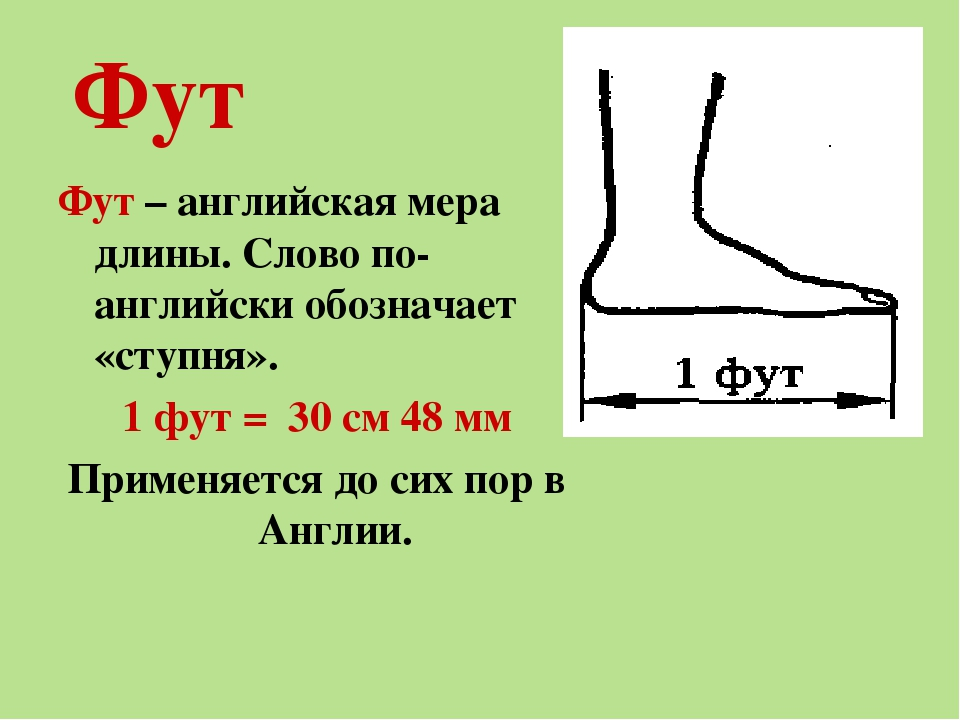 Фут
Фут – английская мера
длины. Слово по-
английски обозначает
«ступня».
1 фут =  30 см 48 мм
Применяется до сих пор в
Англии.
1 фут